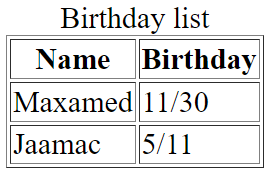 Birthday list
Name Birthday
Maxamed 11/30
Jaamac 5/11